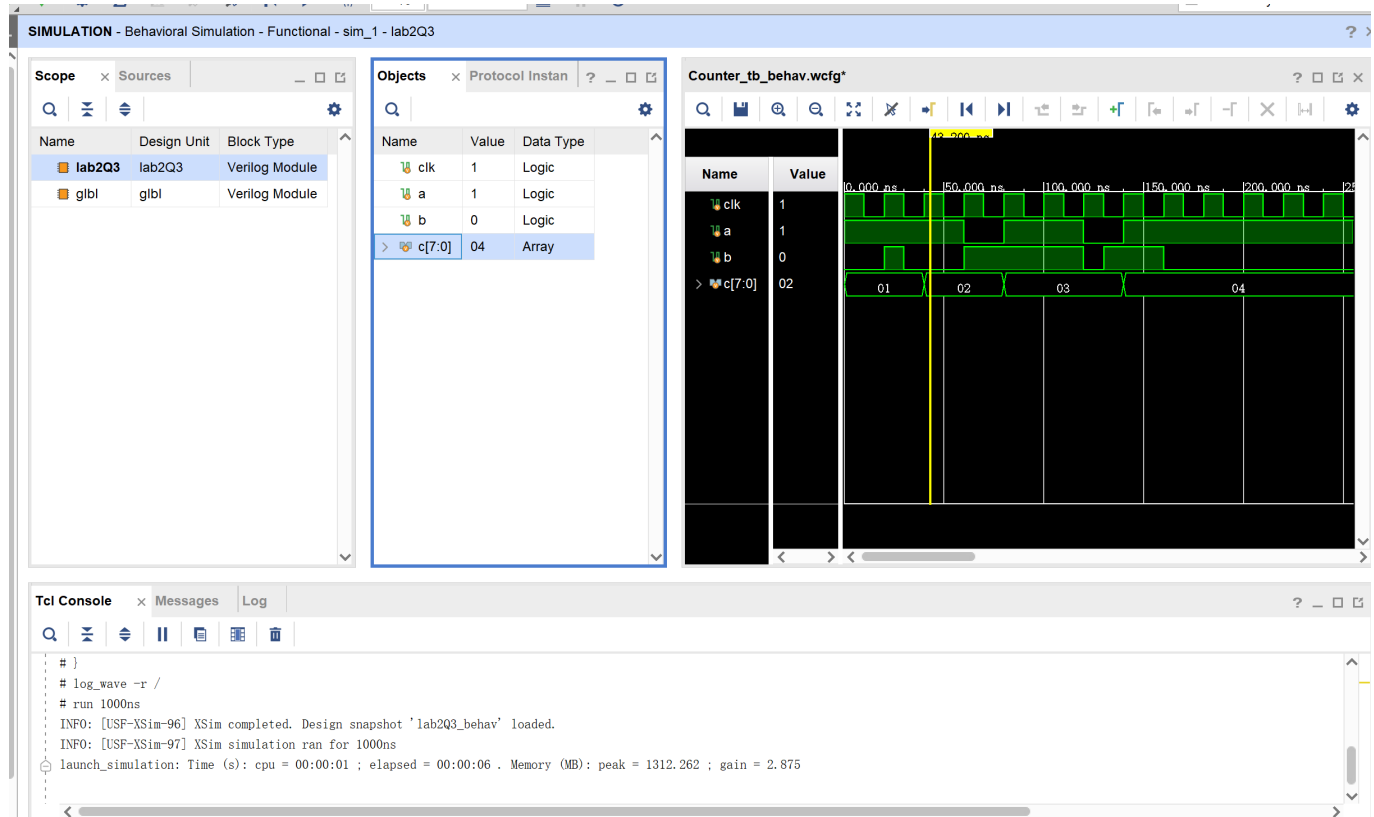 SIMULATION - Behavioral Simulation - Functional - sim_1 - lab2Q3
Scope
Sources
Name Design Unit Block Type
lab2Q3 lab2Q3 Verilog Module
glbl glbl Verilog Module
Objects
Protocol Instan
Name Value Data Type
clk 1 Logic
a 1 Logic
b 0 Logic
c[7:0] 04 Array
Counter_tb_behav.wcfg*
43.200 ns
Name Value
0.000 ns 50.000 ns 100.000 ns 150.000 ns 200.000 ns
clk 1
a 1
b 0
c[7:0] 02 01 02 03 04
Tcl Console
Messages
Log
# }
# log_wave -r /
# run 1000ns
INFO: [USF-XSim-96] XSim completed. Design snapshot 'lab2Q3_behav' loaded.
INFO: [USF-XSim-97] XSim simulation ran for 1000ns
launch_simulation: Time (s): cpu = 00:00:01 ; elapsed = 00:00:06 . Memory (MB): peak = 1312.262 ; gain = 2.875